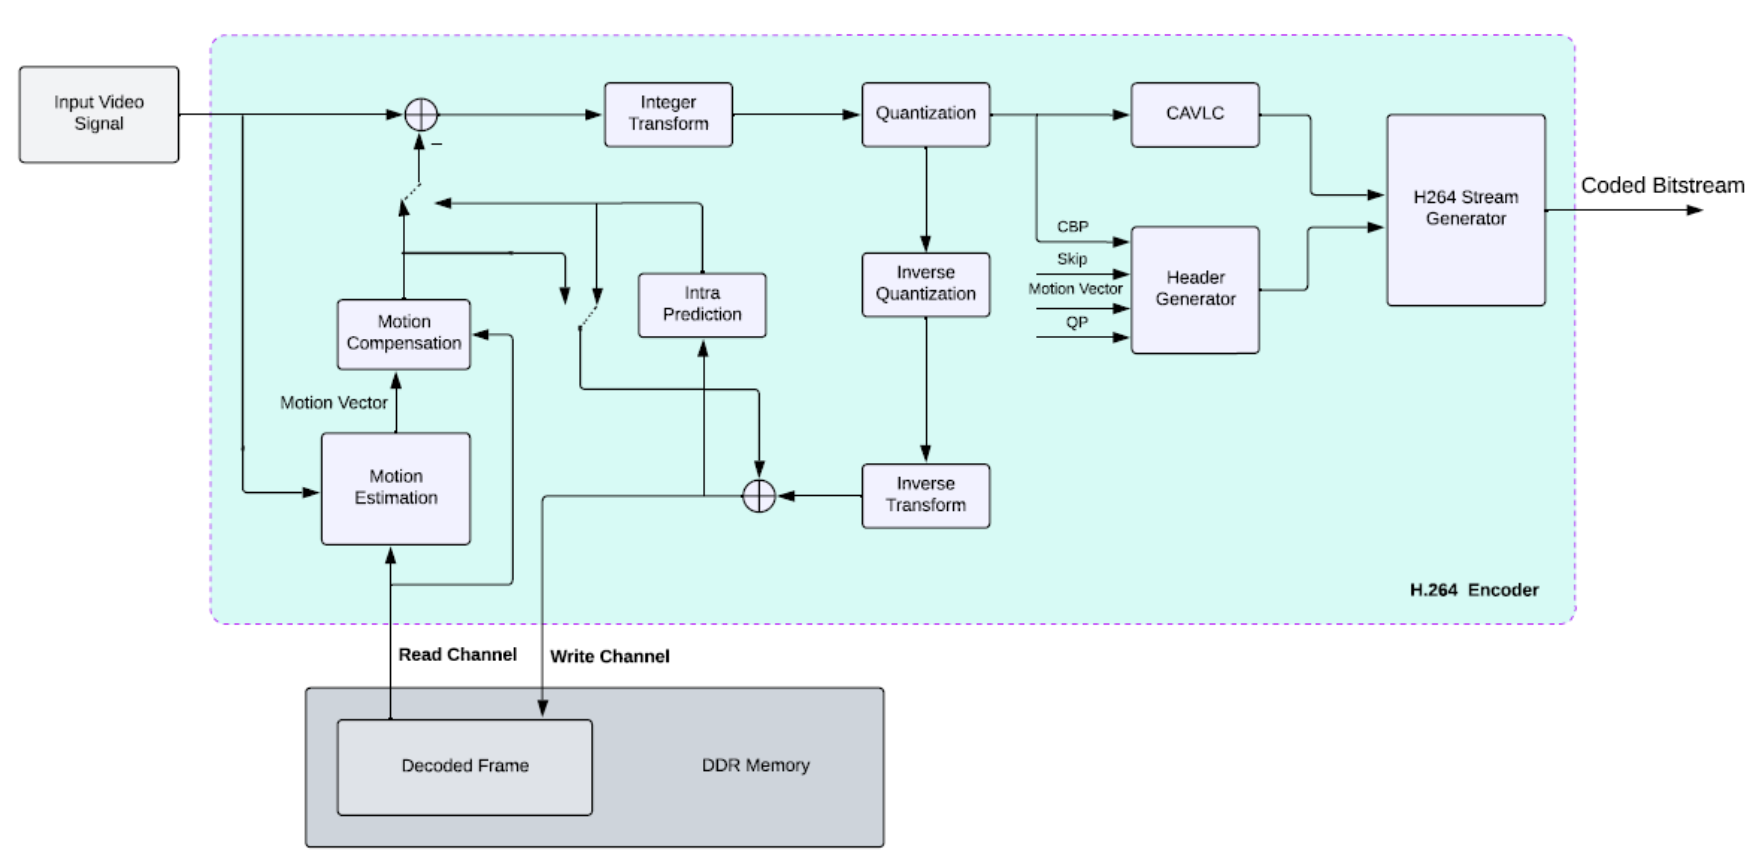 Input Video
Signal
Integer
Transform
Quantization
CAVLC
H264 Stream
Generator
Coded Bitstream
–
CBP
Skip
Motion Vector
QP
Header
Generator
Inverse
Quantization
Intra
Prediction
Motion
Compensation
Motion Vector
Motion
Estimation
Inverse
Transform
H.264 Encoder
Read Channel
Write Channel
Decoded Frame
DDR Memory